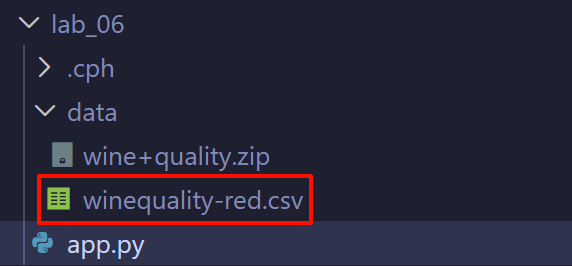 lab_06
.cph
data
wine+quality.zip
winequality-red.csv
app.py